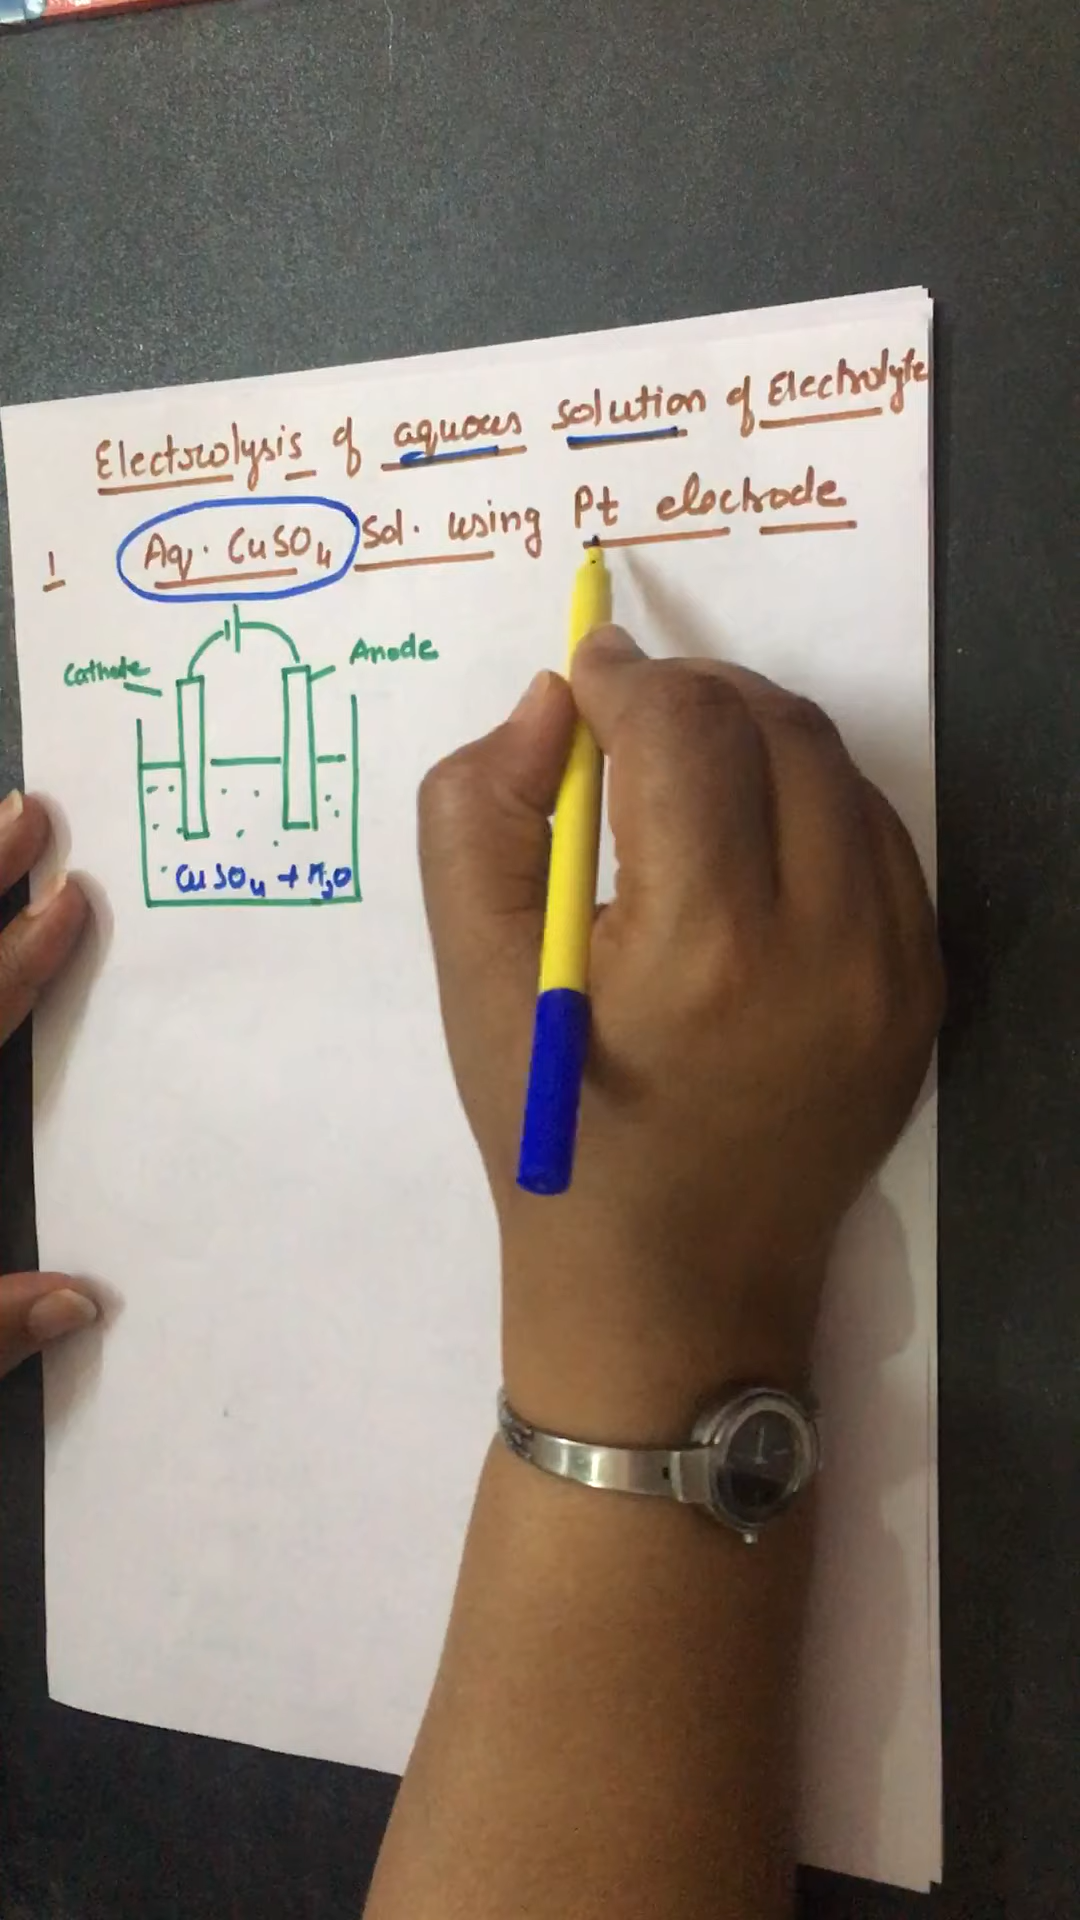 Electrolysis of aquous solution of Electrolyte
1 Aq. CuSO4 Sol. using Pt electrode
Cathode
Anode
CuSO4 + H2O